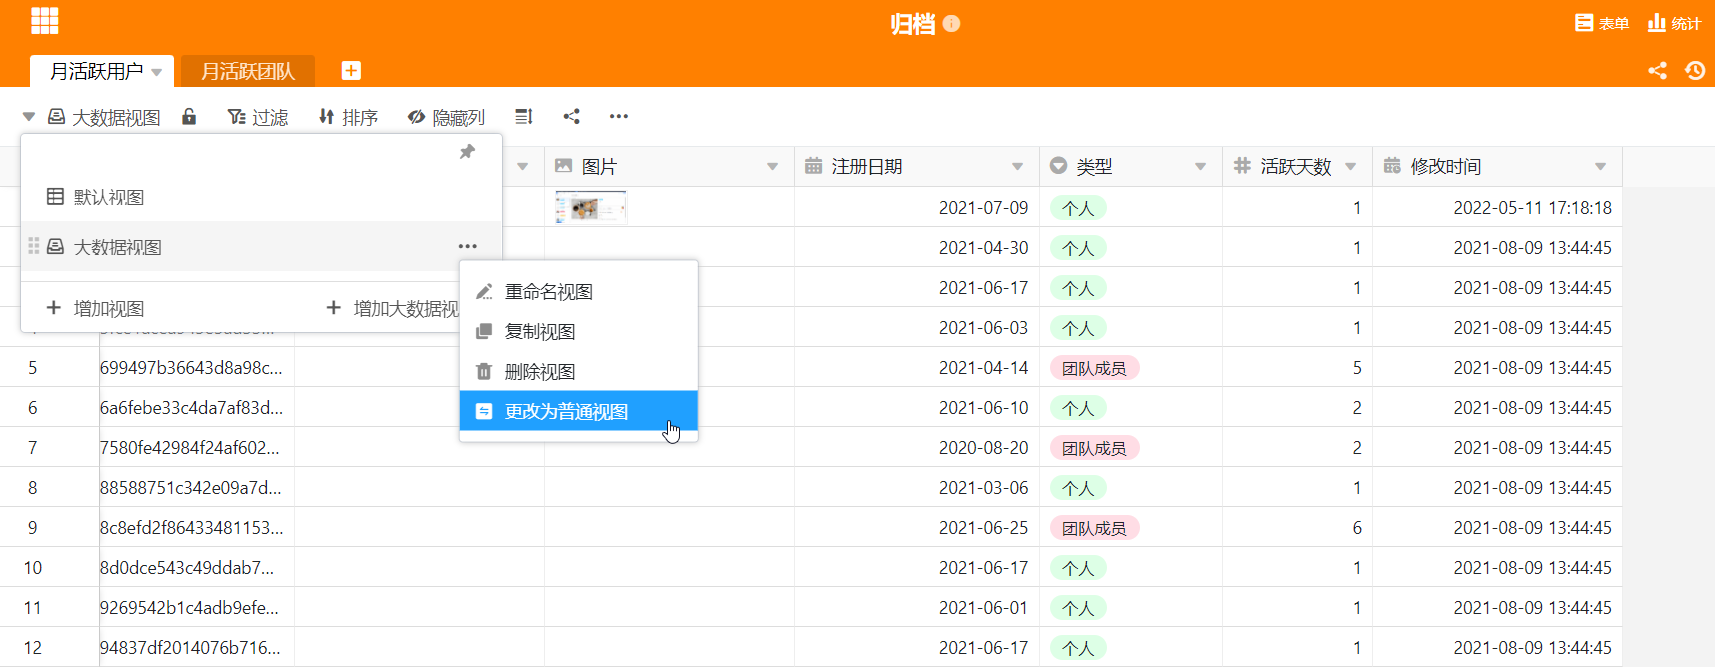 归档
表单 统计
月活跃用户 月活跃团队
大数据视图 过滤 排序 隐藏列
图片 注册日期 类型 活跃天数 修改时间
默认视图
2021-07-09 个人 1 2022-05-11 17:18:18
大数据视图
2021-04-30 个人 1 2021-08-09 13:44:45
重命名视图 2021-06-17 个人 1 2021-08-09 13:44:45
增加视图 增加大数据视
复制视图 2021-06-03 个人 1 2021-08-09 13:44:45
5 699497b36643d8a98c... 删除视图 2021-04-14 团队成员 5 2021-08-09 13:44:45
6 6a6febe33c4da7af83d... 更改为普通视图 2021-06-10 个人 2 2021-08-09 13:44:45
7 7580fe42984f24af602... 2020-08-20 团队成员 2 2021-08-09 13:44:45
8 88588751c342e09a7d... 2021-03-06 个人 1 2021-08-09 13:44:45
9 8c8efd2f86433481153... 2021-06-25 团队成员 6 2021-08-09 13:44:45
10 8d0dce543c49ddab7... 2021-06-17 个人 1 2021-08-09 13:44:45
11 9269542b1c4adb9efe... 2021-06-01 个人 1 2021-08-09 13:44:45
12 94837df2014076b716... 2021-06-17 个人 1 2021-08-09 13:44:45